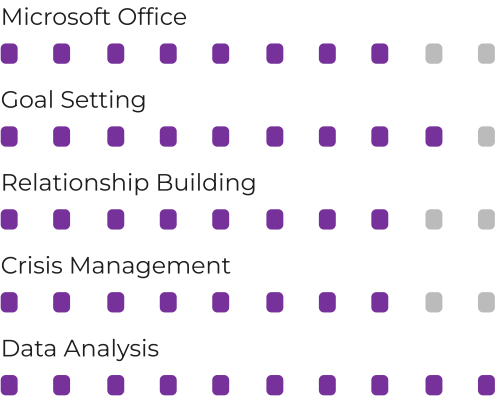 Microsoft Office
Goal Setting
Relationship Building
Crisis Management
Data Analysis